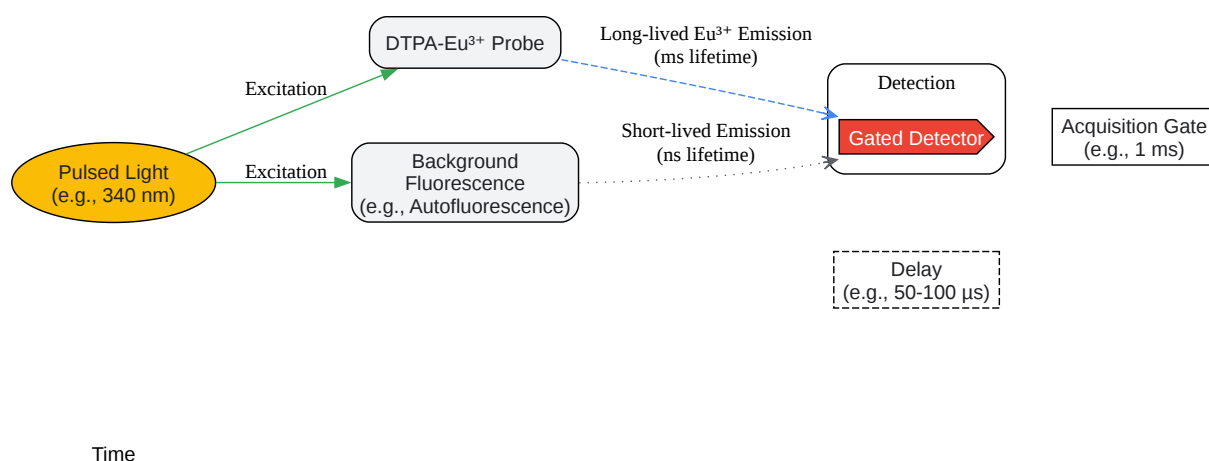 DTPA-Eu³⁺ Probe
Long-lived Eu³⁺ Emission
(ms lifetime)
Excitation
Detection
Gated Detector
Acquisition Gate
(e.g., 1 ms)
Short-lived Emission
(ns lifetime)
Pulsed Light
(e.g., 340 nm)
Excitation
Background
Fluorescence
(e.g., Autofluorescence)
Delay
(e.g., 50-100 µs)
Time